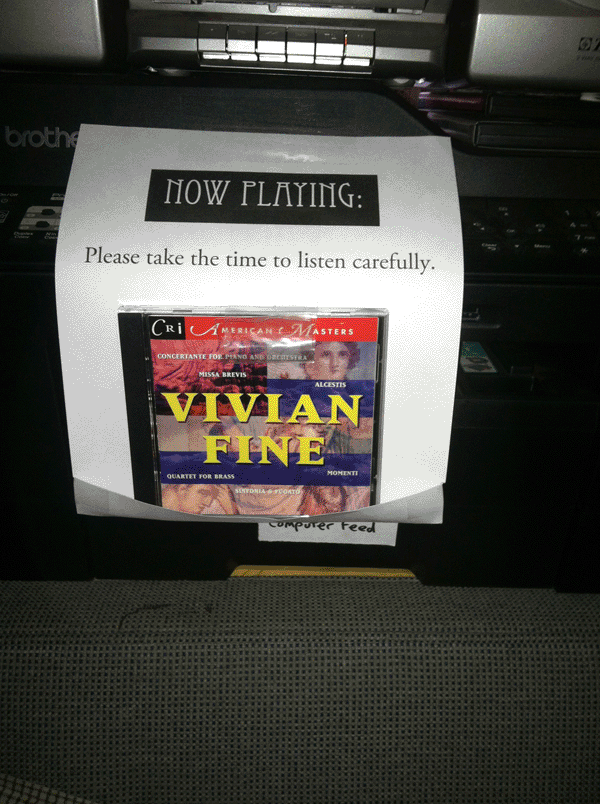 brothe
NOW PLAYING:
Please take the time to listen carefully.
CRi AMERICAN MASTERS
CONCERTANTE FOR PIANO AND ORCHESTRA
MISSA BREVIS
ALCESTIS
VIVIAN
FINE
QUARTET FOR BRASS
MOMENTI
SINFONIA & FUGATO
Computer Feed